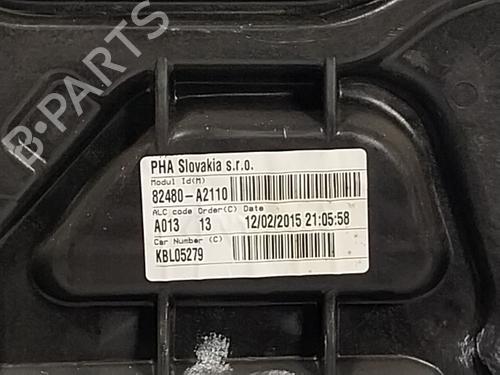 B-PARTS
PHA Slovakia s.r.o.
Modul Id(M)
82480-A2110
ALC code Order(C) Date
A013 13 12/02/2015 21:05:58
Car Number (C)
KBL05279